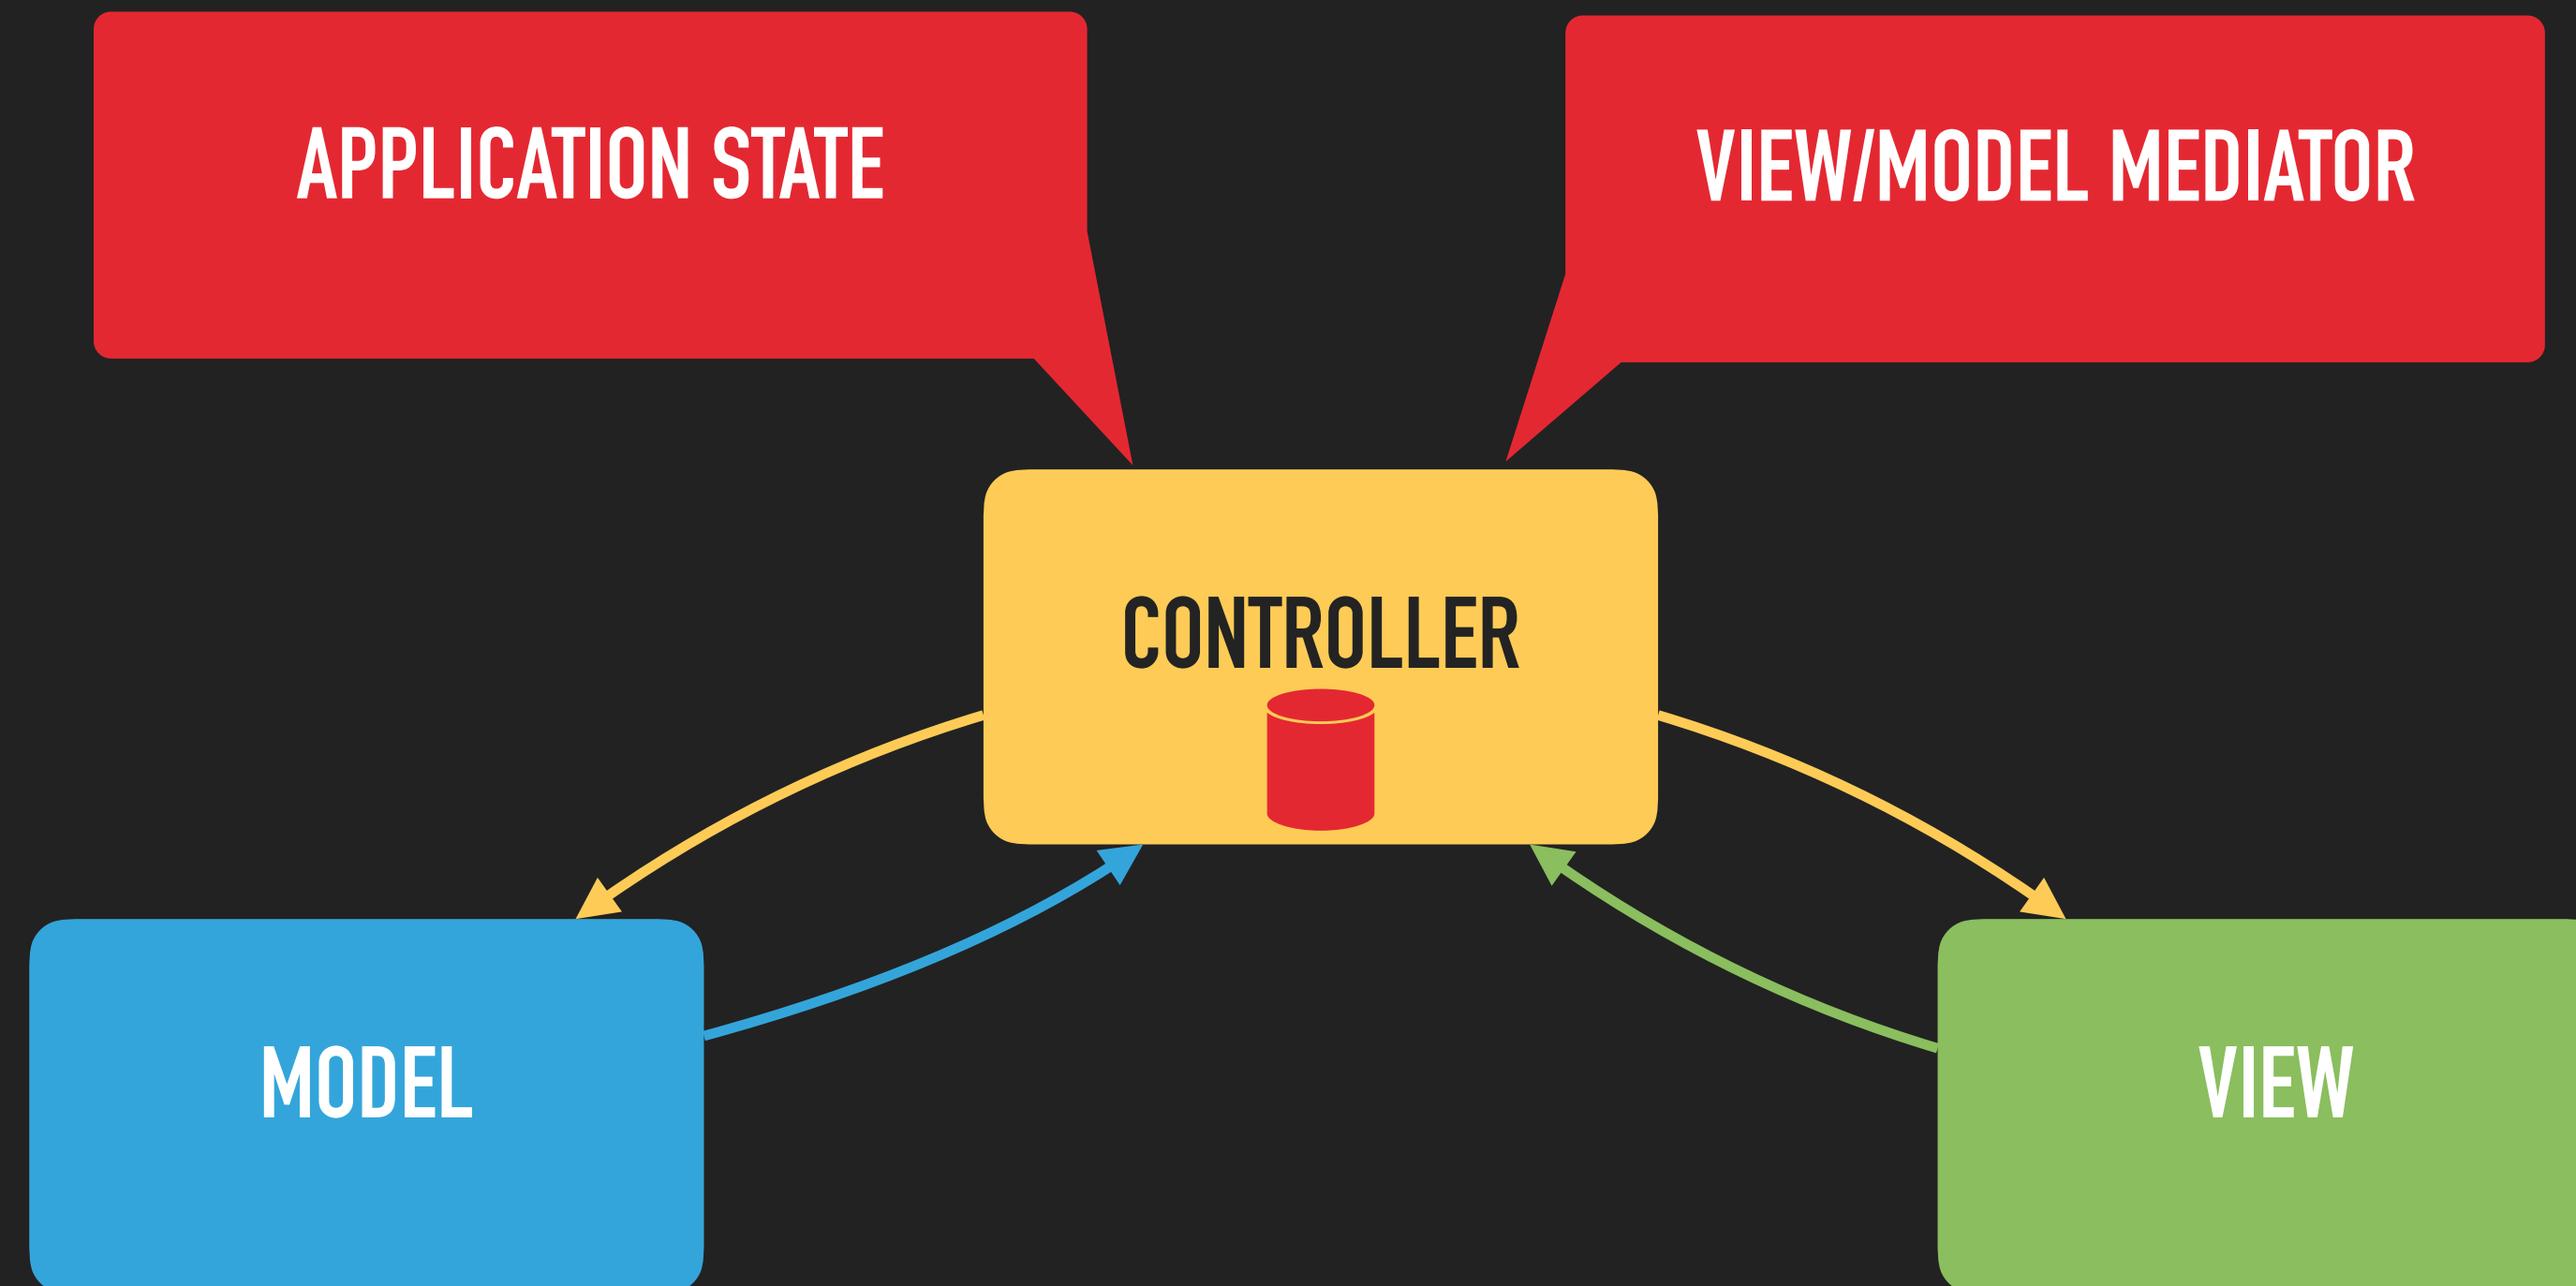 APPLICATION STATE
VIEW/MODEL MEDIATOR
CONTROLLER
MODEL
VIEW